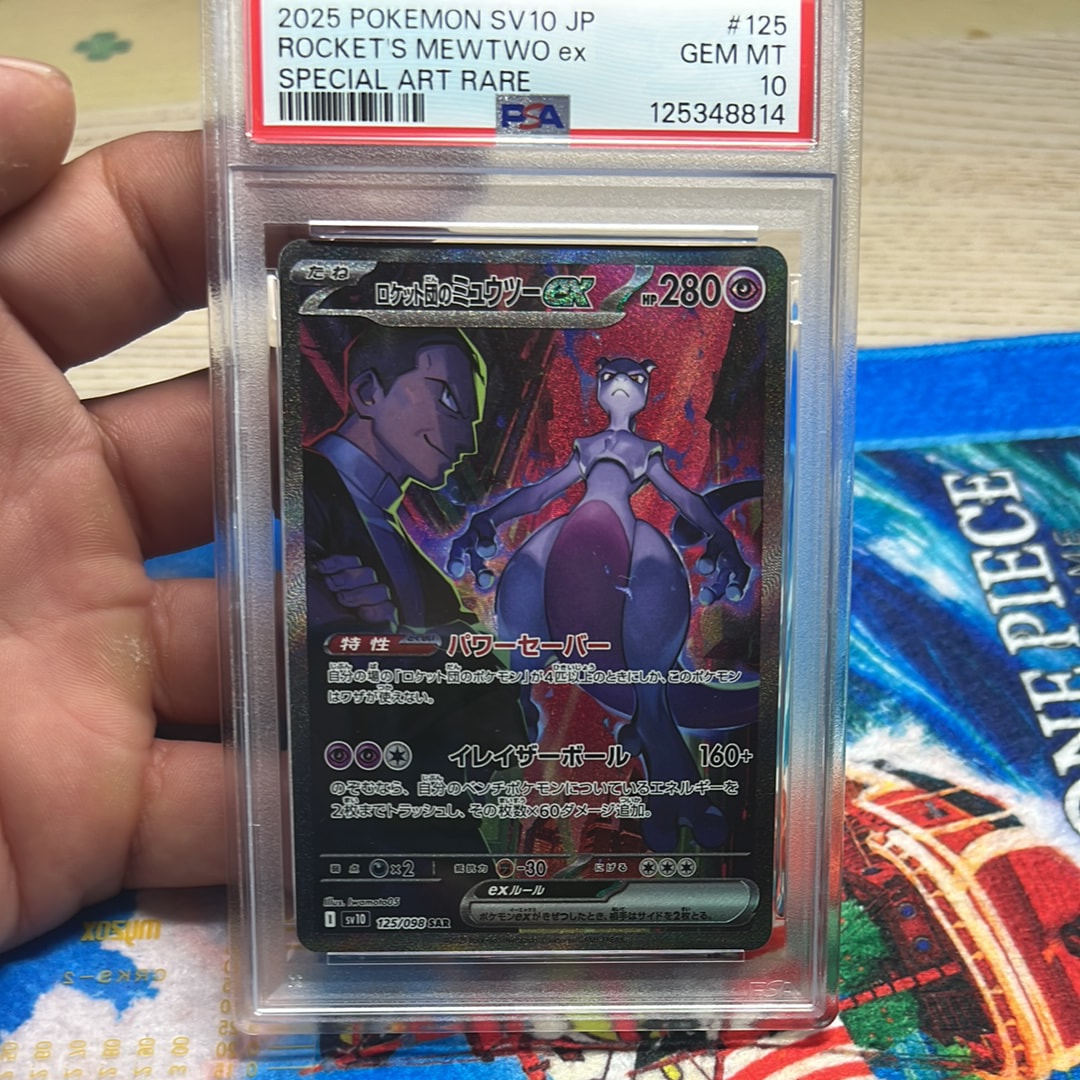 2025 POKEMON SV10 JP #125
ROCKET'S MEWTWO ex GEM MT
SPECIAL ART RARE 10
PSA 125348814
たね ロケット団のミュウツーex HP 280
特性 パワーセーバー
自分の場の「ロケット団のポケモン」が4匹以上のときにしか、このポケモン
はワザが使えない。
イレイザーボール 160+
のぞむなら、自分のベンチポケモンについているエネルギーを
2枚までトラッシュし、その枚数×60ダメージ追加。
弱点 ×2 抵抗力 -30 にげる
exルール
ポケモンexがきぜつしたとき、相手はサイドを2枚とる。
Illus. Iwamoto05
I SV10 125/098 SAR
PSA
ONE PIECE